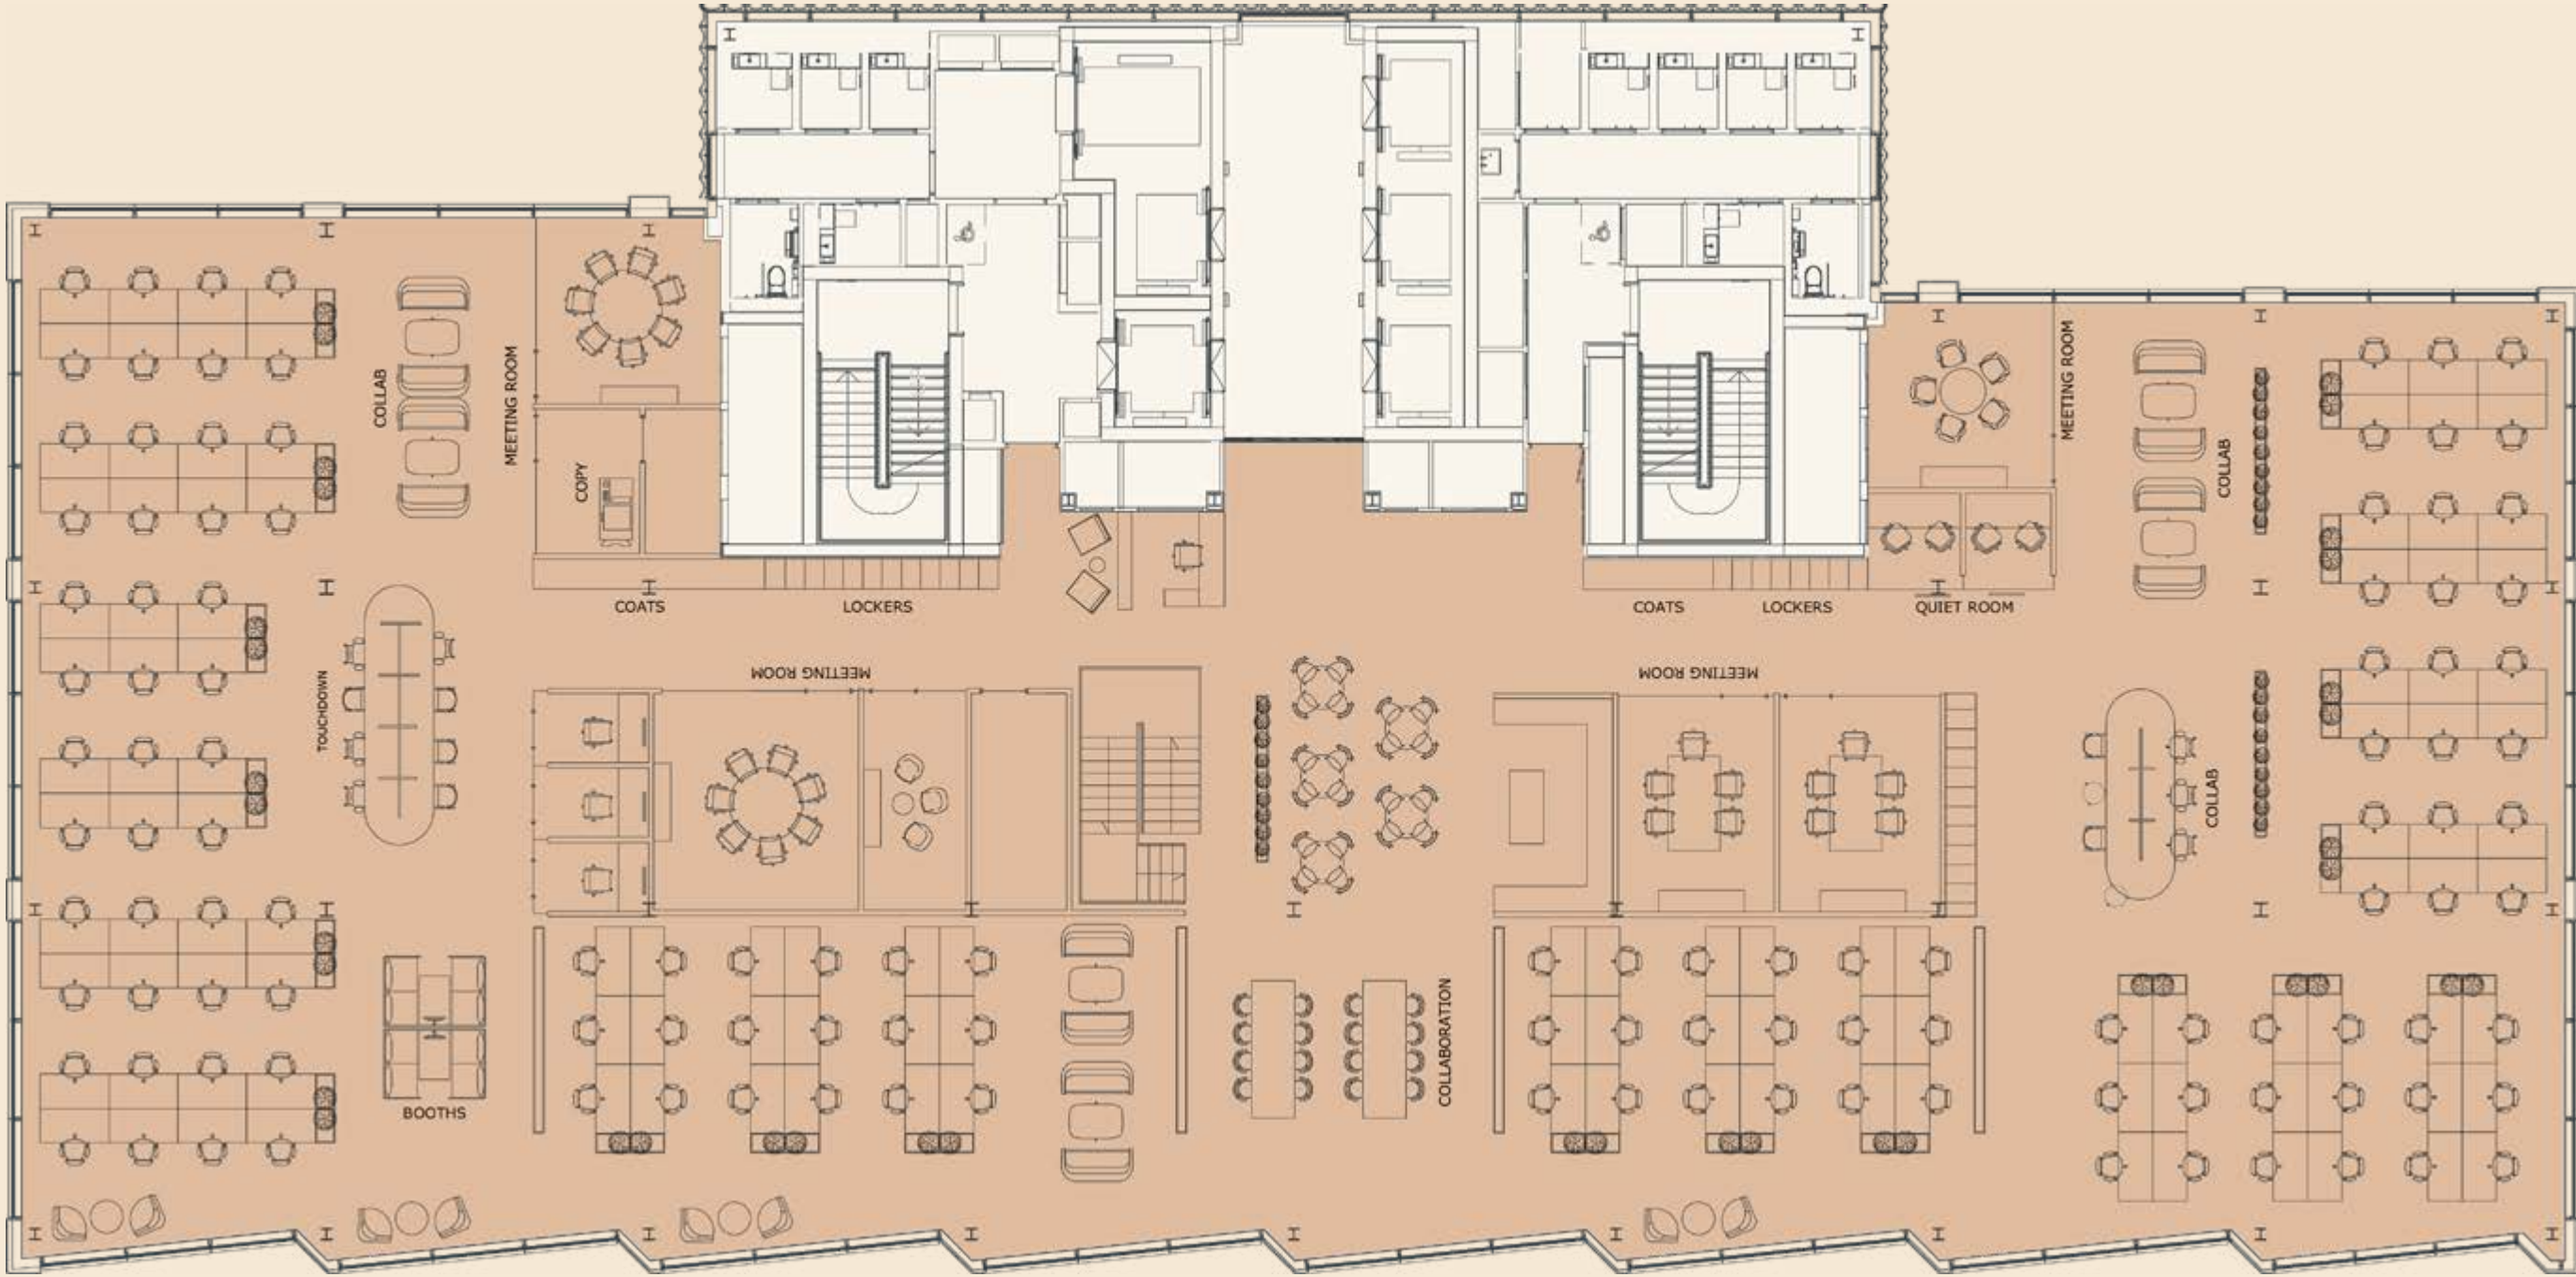 COLLAB
MEETING ROOM
COPY
COATS
LOCKERS
COATS
LOCKERS
QUIET ROOM
MEETING ROOM
COLLAB
TOUCHDOWN
MEETING ROOM
MEETING ROOM
COLLAB
BOOTHS
COLLABORATION